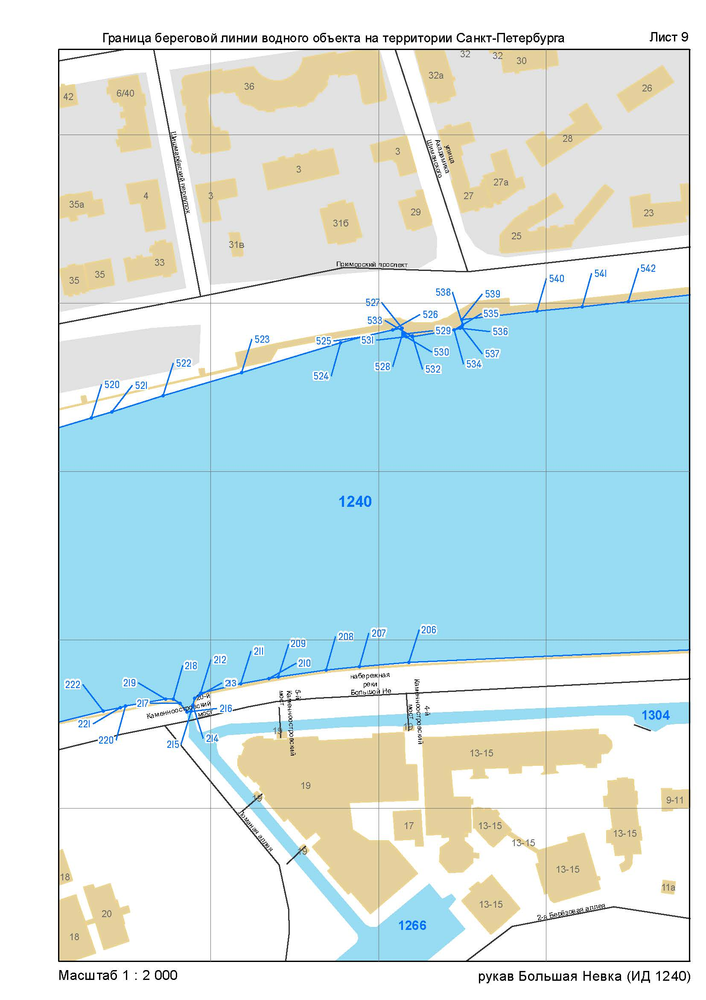 Граница береговой линии водного объекта на территории Санкт-Петербурга
Лист 9
32
32
30
36
32а
42
6/40
26
28
Шишмарёвский переулок
улица
Академика
Шиманского
3
3
27а
35а
4
3
27
29
23
31б
25
31в
33
Приморский проспект
35
35
542
541
540
538
539
527
526
535
533
529
536
525
531
523
530
537
522
528
532
534
524
520
521
1240
206
207
208
209
211
212
210
218
222
219
213
набережная
реки
Большой Не
20-й
Каменноостровский
мост
5-й
Каменноостровский
мост
4-й
Каменноостровский
мост
217
216
221
1304
19
19
220
214
215
13-15
19
19
9-11
Ломаная аллея
17
13-15
13-15
13-15
19
13-15
18
11а
13-15
20
2-я Берёзовая аллея
1266
18
Масштаб 1 : 2 000
рукав Большая Невка (ИД 1240)